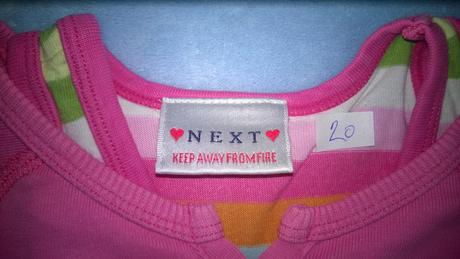 ♥NEXT♥
KEEP AWAY FROM FIRE
20